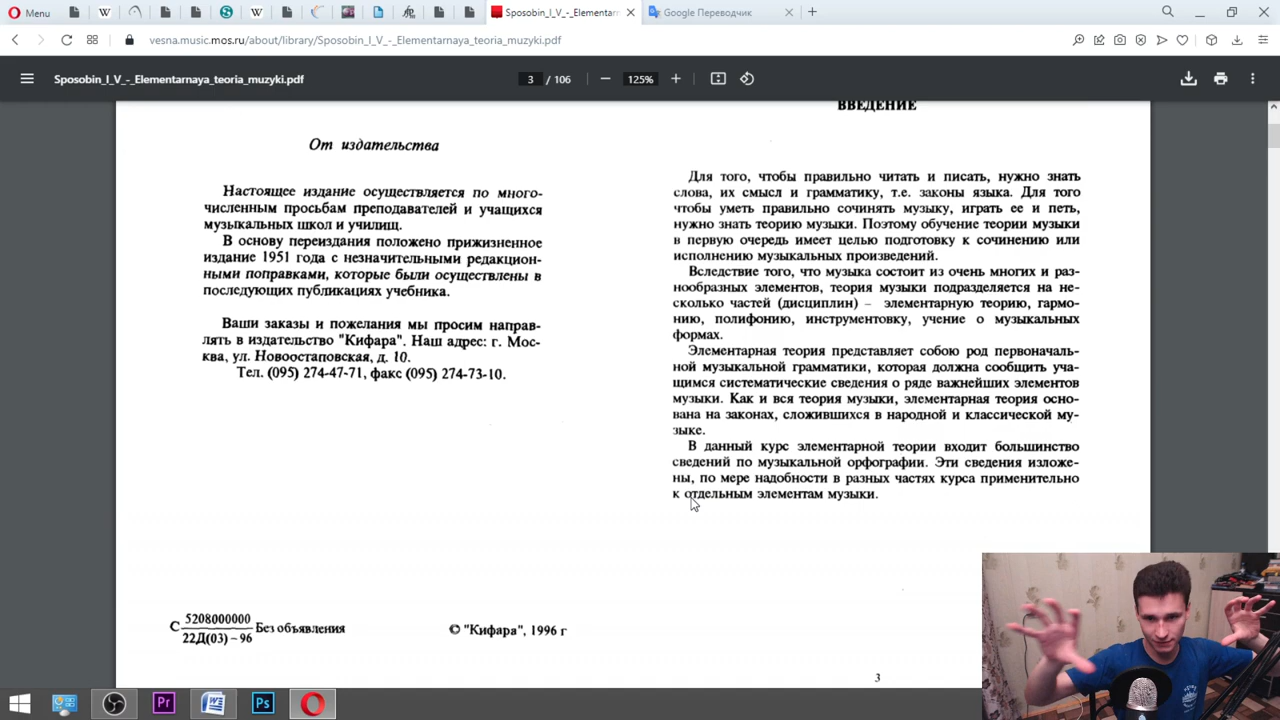 Menu
Sposobin_I_V_-_Elementar
Google Переводчик
vesna.music.mos.ru/about/library/Sposobin_I_V_-_Elementarnaya_teoria_muzyki.pdf
Sposobin_I_V_-_Elementarnaya_teoria_muzyki.pdf
3 / 106
125%
От издательства
Настоящее издание осуществляется по много-
численным просьбам преподавателей и учащихся
музыкальных школ и училищ.
В основу переиздания положено прижизненное
издание 1951 года с незначительными редакцион-
ными поправками, которые были осуществлены в
последующих публикациях учебника.
Ваши заказы и пожелания мы просим направ-
лять в издательство "Кифара". Наш адрес: г. Мос-
ква, ул. Новоостаповская, д. 10.
Тел. (095) 274-47-71, факс (095) 274-73-10.
С 5208000000
22Д(03) – 96 Без объявления
© "Кифара", 1996 г
ВВЕДЕНИЕ
Для того, чтобы правильно читать и писать, нужно знать
слова, их смысл и грамматику, т.е. законы языка. Для того
чтобы уметь правильно сочинять музыку, играть ее и петь,
нужно знать теорию музыки. Поэтому обучение теории музыки
в первую очередь имеет целью подготовку к сочинению или
исполнению музыкальных произведений.
Вследствие того, что музыка состоит из очень многих и раз-
нообразных элементов, теория музыки подразделяется на не-
сколько частей (дисциплин) – элементарную теорию, гармо-
нию, полифонию, инструментовку, учение о музыкальных
формах.
Элементарная теория представляет собою род первоначаль-
ной музыкальной грамматики, которая должна сообщить уча-
щимся систематические сведения о ряде важнейших элементов
музыки. Как и вся теория музыки, элементарная теория осно-
вана на законах, сложившихся в народной и классической му-
зыке.
В данный курс элементарной теории входит большинство
сведений по музыкальной орфографии. Эти сведения изложе-
ны, по мере надобности в разных частях курса применительно
к отдельным элементам музыки.
3
Pr
Ps